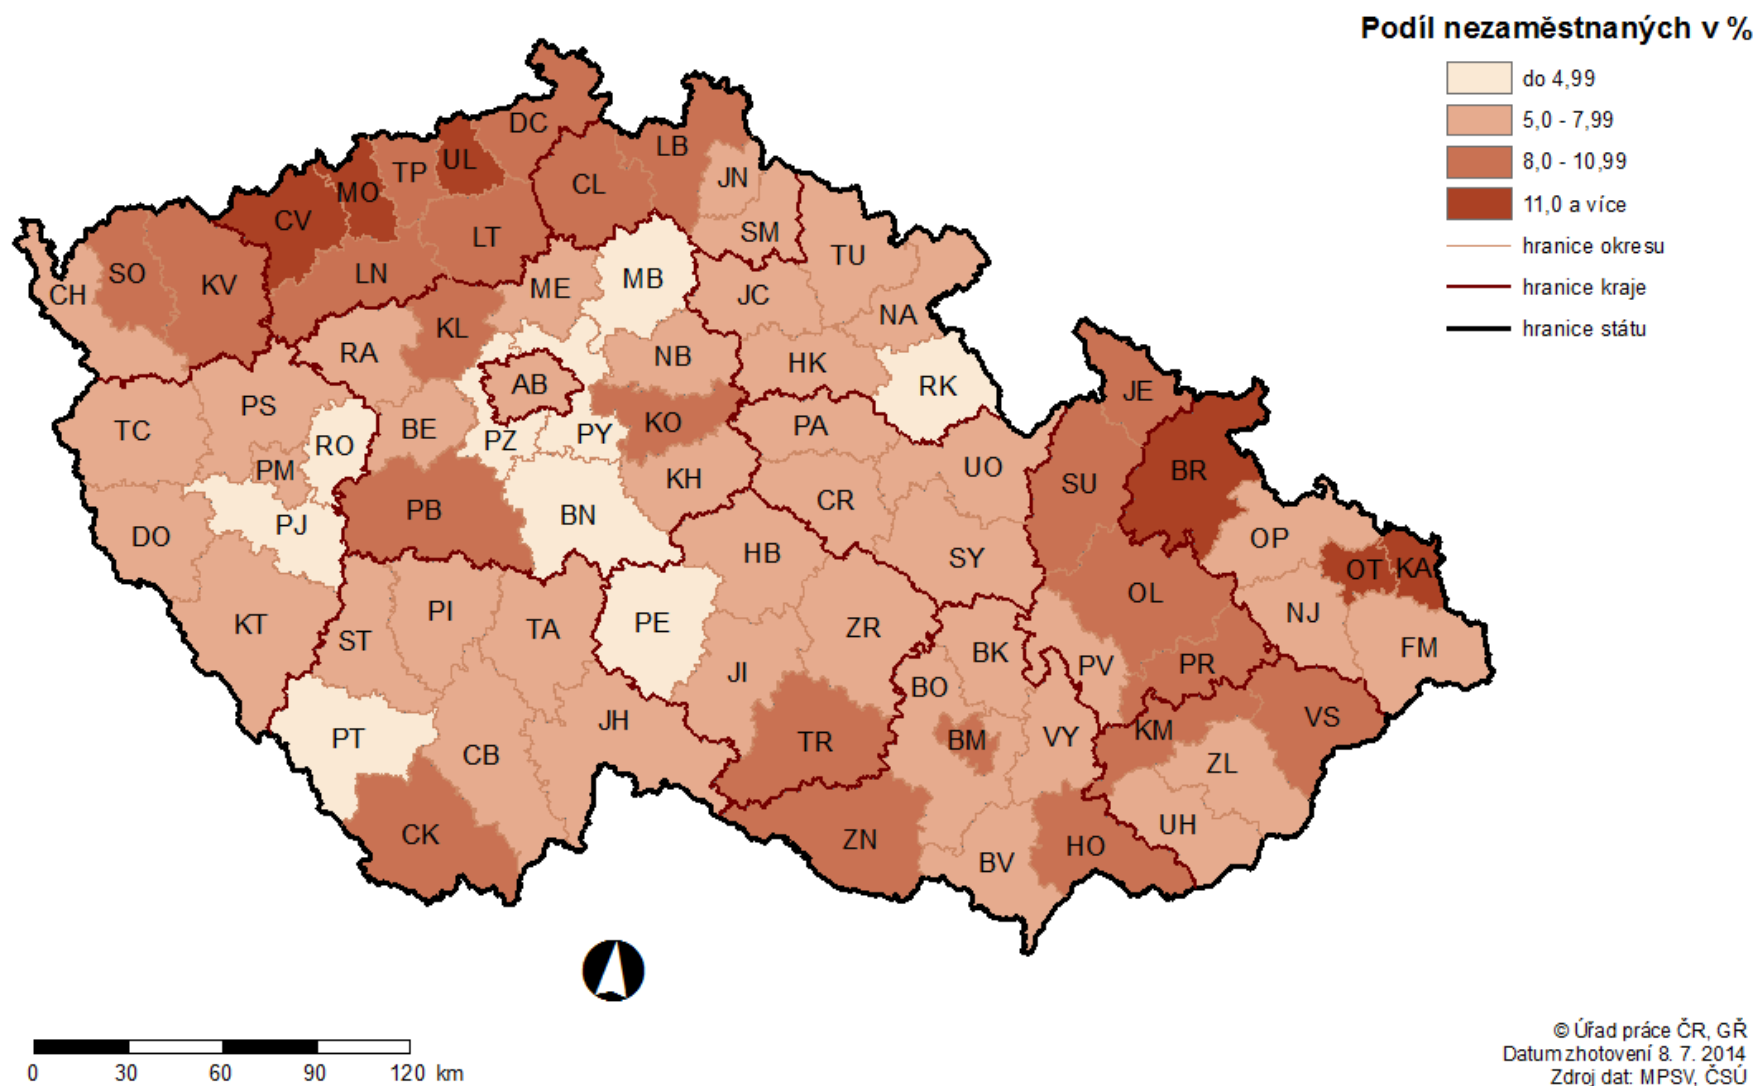 Podíl nezaměstnaných v %
do 4,99
5,0 - 7,99
8,0 - 10,99
11,0 a více
hranice okresu
hranice kraje
hranice státu
DC
UL
LB
TP
MO
CL
JN
CV
LT
SM
TU
SO
KV
LN
MB
CH
ME
JC
NA
KL
RA
NB
HK
AB
RK
JE
PS
TC
BE
KO
PA
RO
PZ
PY
PM
KH
UO
SU
BR
CR
PB
PJ
BN
DO
OP
HB
SY
OT
KA
OL
KT
PI
ST
TA
PE
ZR
NJ
FM
BK
PV
PR
JI
BO
JH
VS
PT
CB
TR
BM
VY
KM
ZL
CK
ZN
BV
HO
UH
0 30 60 90 120 km
© Úřad práce ČR, GŘ
Datum zhotovení 8. 7. 2014
Zdroj dat: MPSV, ČSÚ